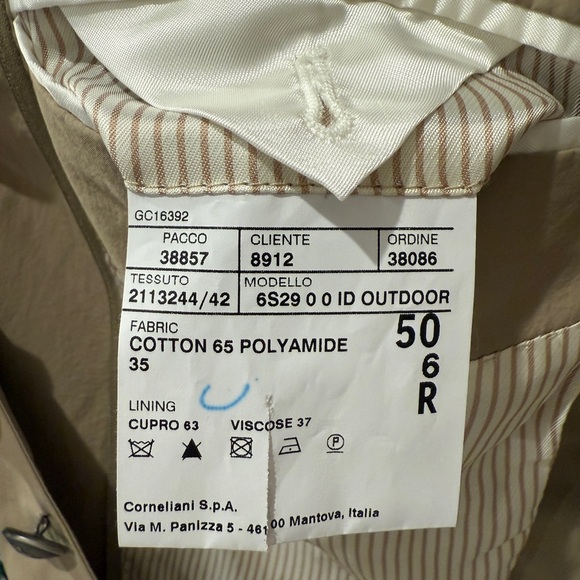 GC16392
PACCO CLIENTE ORDINE
38857 8912 38086
TESSUTO MODELLO
2113244/42 6S29 0 0 ID OUTDOOR
FABRIC 50
COTTON 65 POLYAMIDE 6
35 R
LINING
CUPRO 63 VISCOSE 37
P
Corneliani S.p.A.
Via M. Panizza 5 - 46100 Mantova, Italia